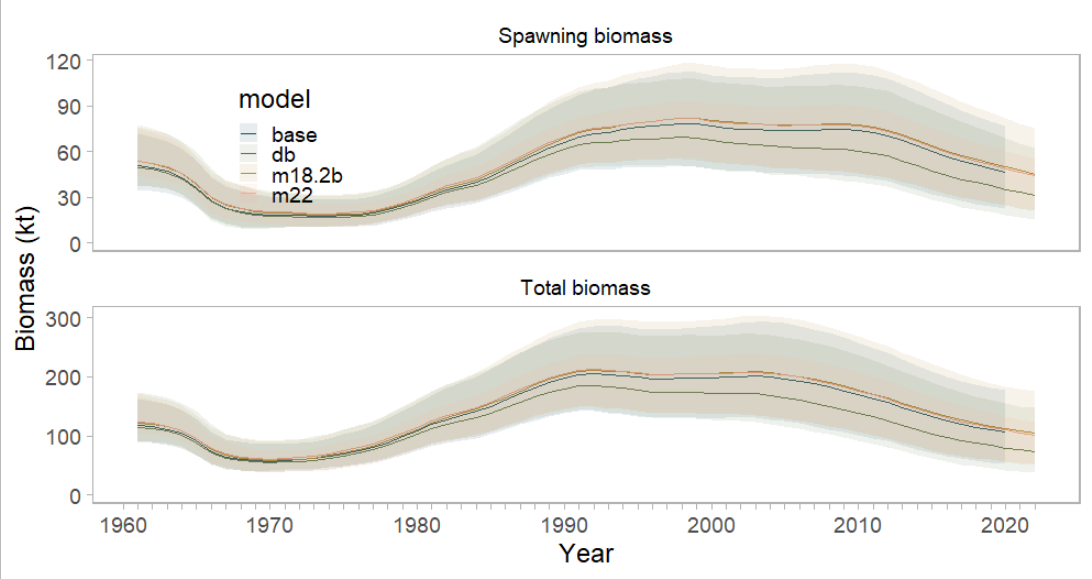 Spawning biomass
120
90
60
30
0
model
base
db
m18.2b
m22
Biomass (kt)
Total biomass
300
200
100
0
1960 1970 1980 1990 2000 2010 2020
Year